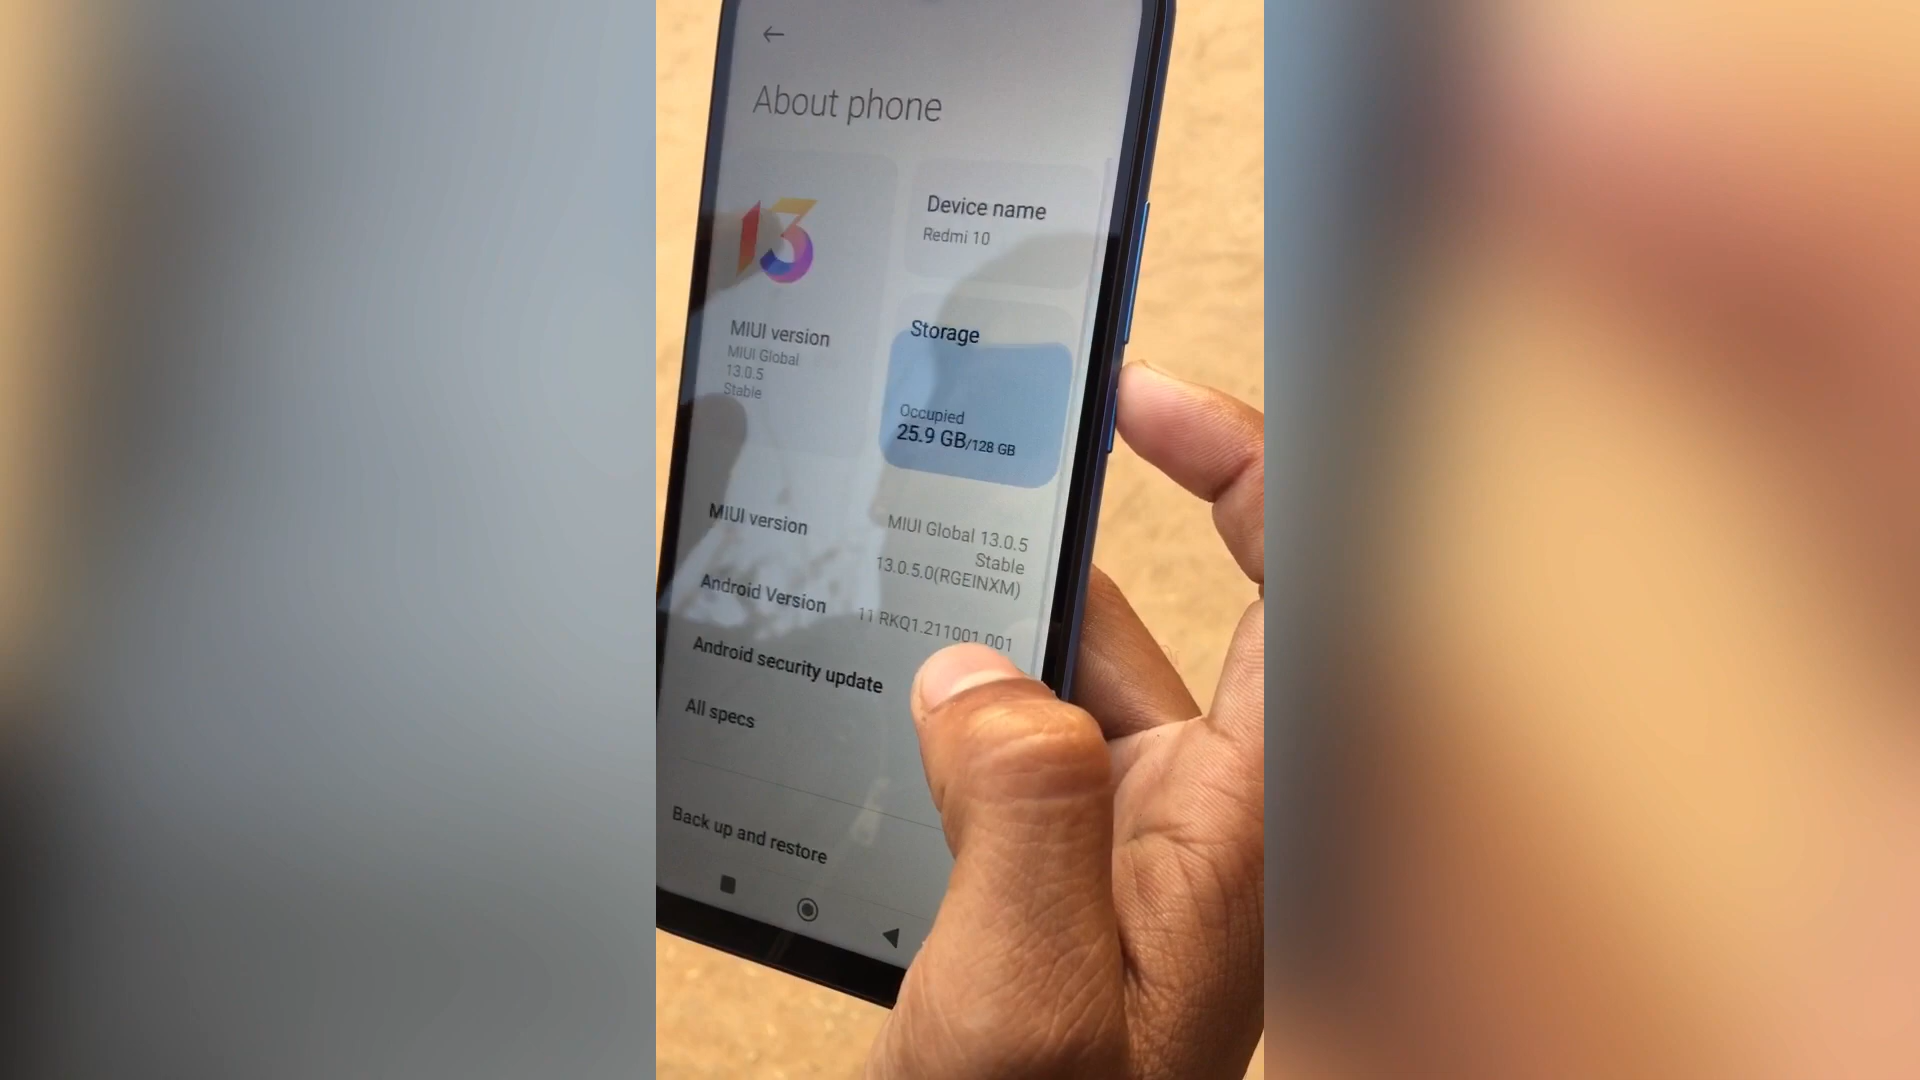 About phone
13
Device name
Redmi 10
MIUI version
MIUI Global
13.0.5
Stable
Storage
Occupied
25.9 GB/128 GB
MIUI version
MIUI Global 13.0.5
Stable
13.0.5.0(RGEINXM)
Android Version
11 RKQ1.211001.001
Android security update
All specs
Back up and restore